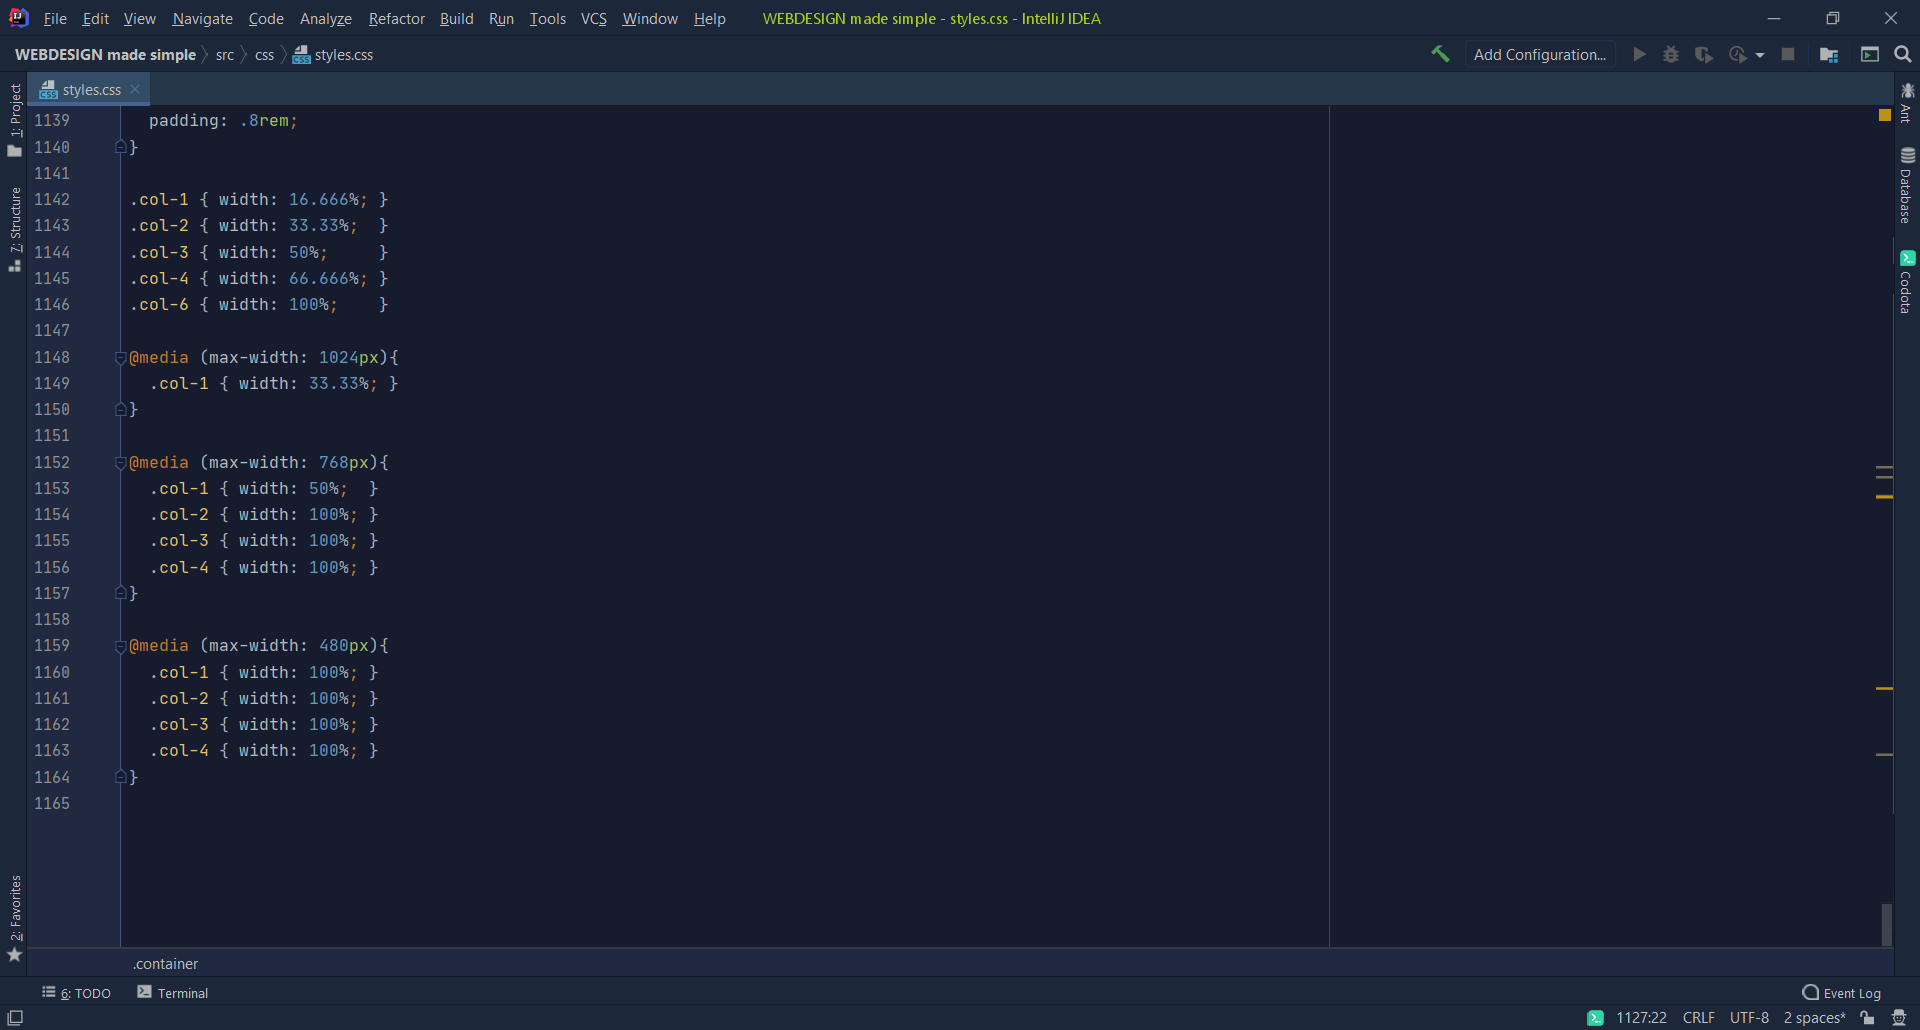 File Edit View Navigate Code Analyze Refactor Build Run Tools VCS Window Help WEBDESIGN made simple - styles.css - IntelliJ IDEA
WEBDESIGN made simple src css styles.css Add Configuration...
styles.css
1: Project
7: Structure
2: Favorites
Ant
Database
Codota
1139   padding: .8rem;
1140 }
1141
1142 .col-1 { width: 16.666%; }
1143 .col-2 { width: 33.33%;  }
1144 .col-3 { width: 50%;     }
1145 .col-4 { width: 66.666%; }
1146 .col-6 { width: 100%;    }
1147
1148 @media (max-width: 1024px){
1149   .col-1 { width: 33.33%; }
1150 }
1151
1152 @media (max-width: 768px){
1153   .col-1 { width: 50%;  }
1154   .col-2 { width: 100%; }
1155   .col-3 { width: 100%; }
1156   .col-4 { width: 100%; }
1157 }
1158
1159 @media (max-width: 480px){
1160   .col-1 { width: 100%; }
1161   .col-2 { width: 100%; }
1162   .col-3 { width: 100%; }
1163   .col-4 { width: 100%; }
1164 }
1165
.container
6: TODO Terminal Event Log
1127:22 CRLF UTF-8 2 spaces*